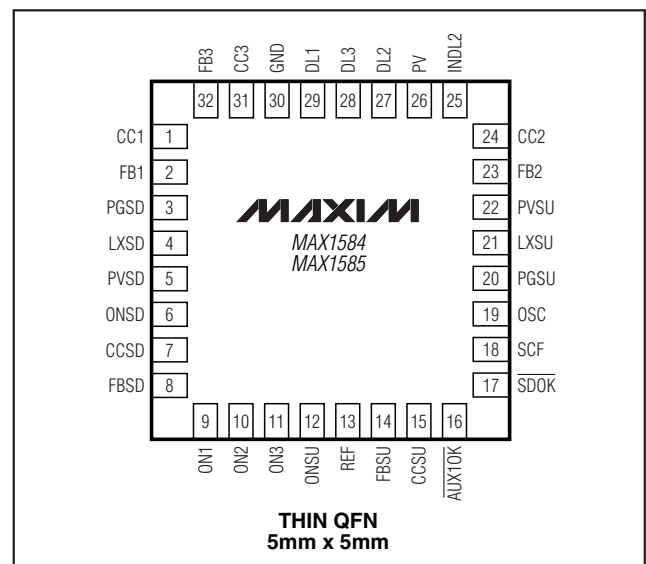 FB3 CC3 GND DL1 DL3 DL2 PV INDL2
32 31 30 29 28 27 26 25
CC1 1
FB1 2
PGSD 3
LXSD 4
PVSD 5
ONSD 6
CCSD 7
FBSD 8
MAXIM
MAX1584
MAX1585
24 CC2
23 FB2
22 PVSU
21 LXSU
20 PGSU
19 OSC
18 SCF
17 SDOK
9 10 11 12 13 14 15 16
ON1 ON2 ON3 ONSU REF FBSU CCSU AUX1OK
THIN QFN
5mm x 5mm